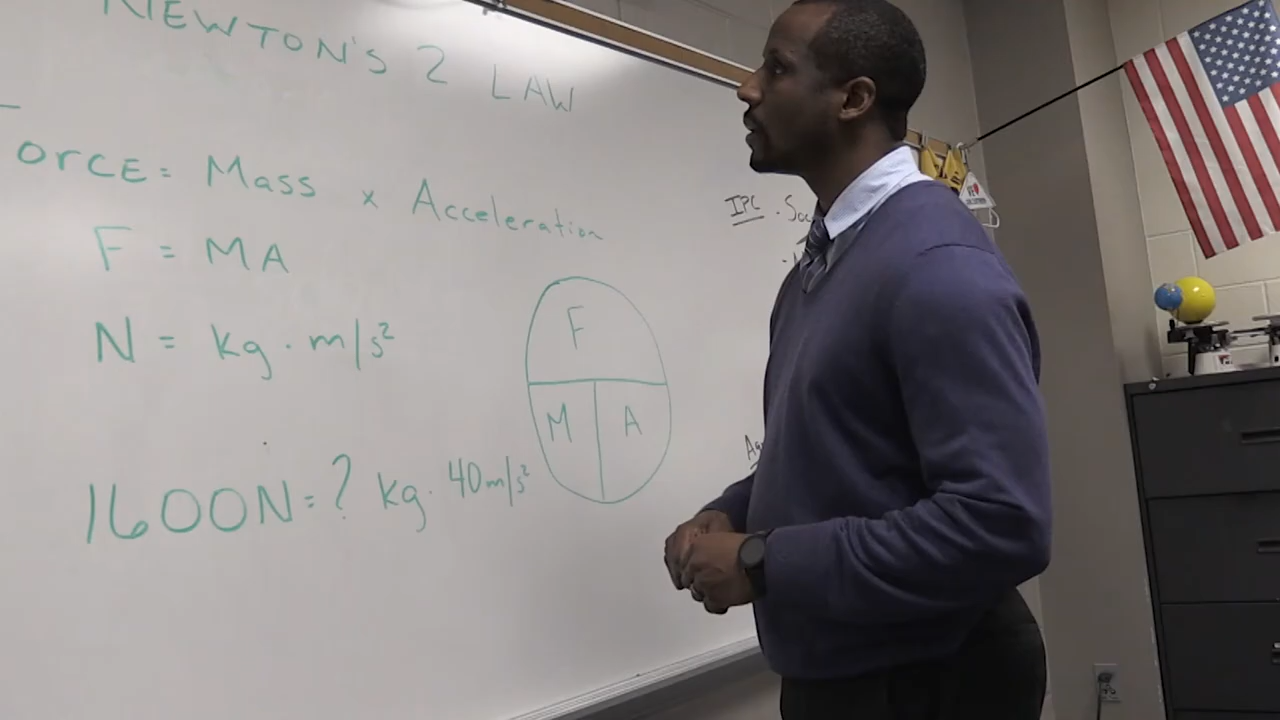 NEWTON'S 2 LAW
orce = Mass x Acceleration
F = MA
N = kg · m/s²
1600N = ? kg · 40m/s²
F
M A
IPC